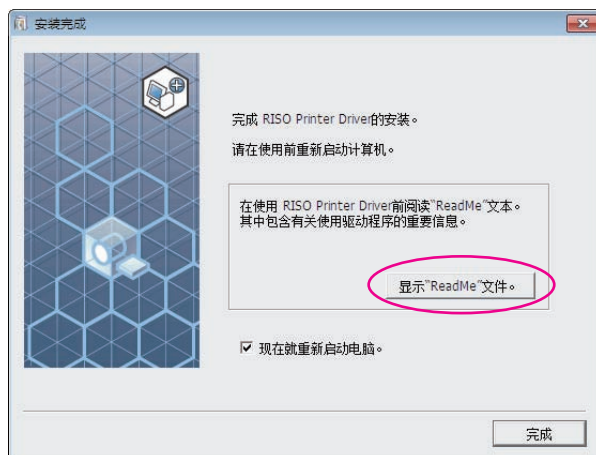 安装完成
完成 RISO Printer Driver的安装。
请在使用前重新启动计算机。
在使用 RISO Printer Driver前阅读"ReadMe"文本。
其中包含有关使用驱动程序的重要信息。
显示"ReadMe"文件。
现在就重新启动电脑。
完成